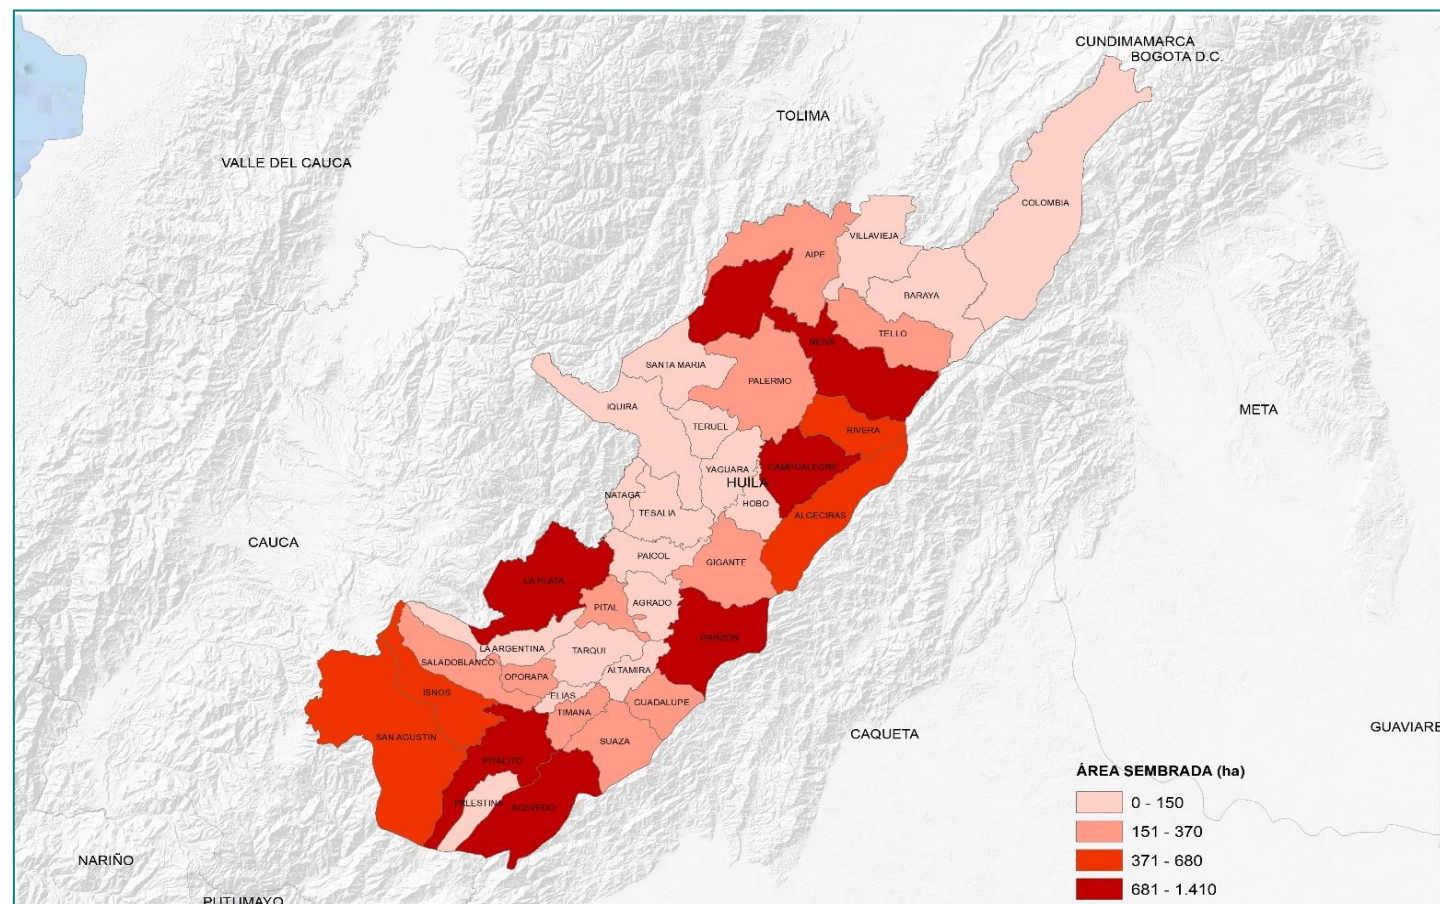 CUNDIMAMARCA
BOGOTA D.C.
TOLIMA
VALLE DEL CAUCA
COLOMBIA
VILLAVIEJA
AIPE
BARAYA
TELLO
NEIVA
SANTA MARIA
PALERMO
IQUIRA
META
TERUEL
RIVERA
YAGUARA
CAMPOALEGRE
HUILA
NATAGA
HOBO
TESALIA
ALGECIRAS
CAUCA
PAICOL
GIGANTE
LA PLATA
PITAL
AGRADO
GARZON
LA ARGENTINA
TARQUI
SALADOBLANCO
ALTAMIRA
OPORAPA
ISNOS
ELIAS
GUADALUPE
TIMANA
GUAVIARE
SAN AGUSTIN
CAQUETA
SUAZA
PITALITO
ÁREA SEMBRADA (ha)
PALESTINA
ACEVEDO
0 - 150
151 - 370
NARIÑO
371 - 680
681 - 1.410
PUTUMAYO